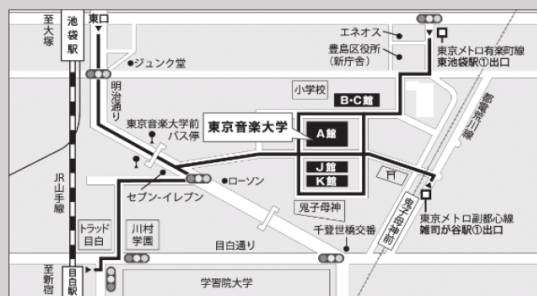 至大塚
池袋駅
東口
ジュンク堂
明治通り
エネオス
豊島区役所
(新庁舎)
東京メトロ有楽町線
東池袋駅①出口
小学校
B・C館
東京音楽大学
A館
東京音楽大学前
バス停
J館
K館
都電荒川線
JR山手線
セブン-イレブン
ローソン
鬼子母神
鬼子母神前
東京メトロ副都心線
雑司が谷駅①出口
トラッド
目白
川村
学園
目白通り
千登世橋交番
至新宿
目白駅
学習院大学